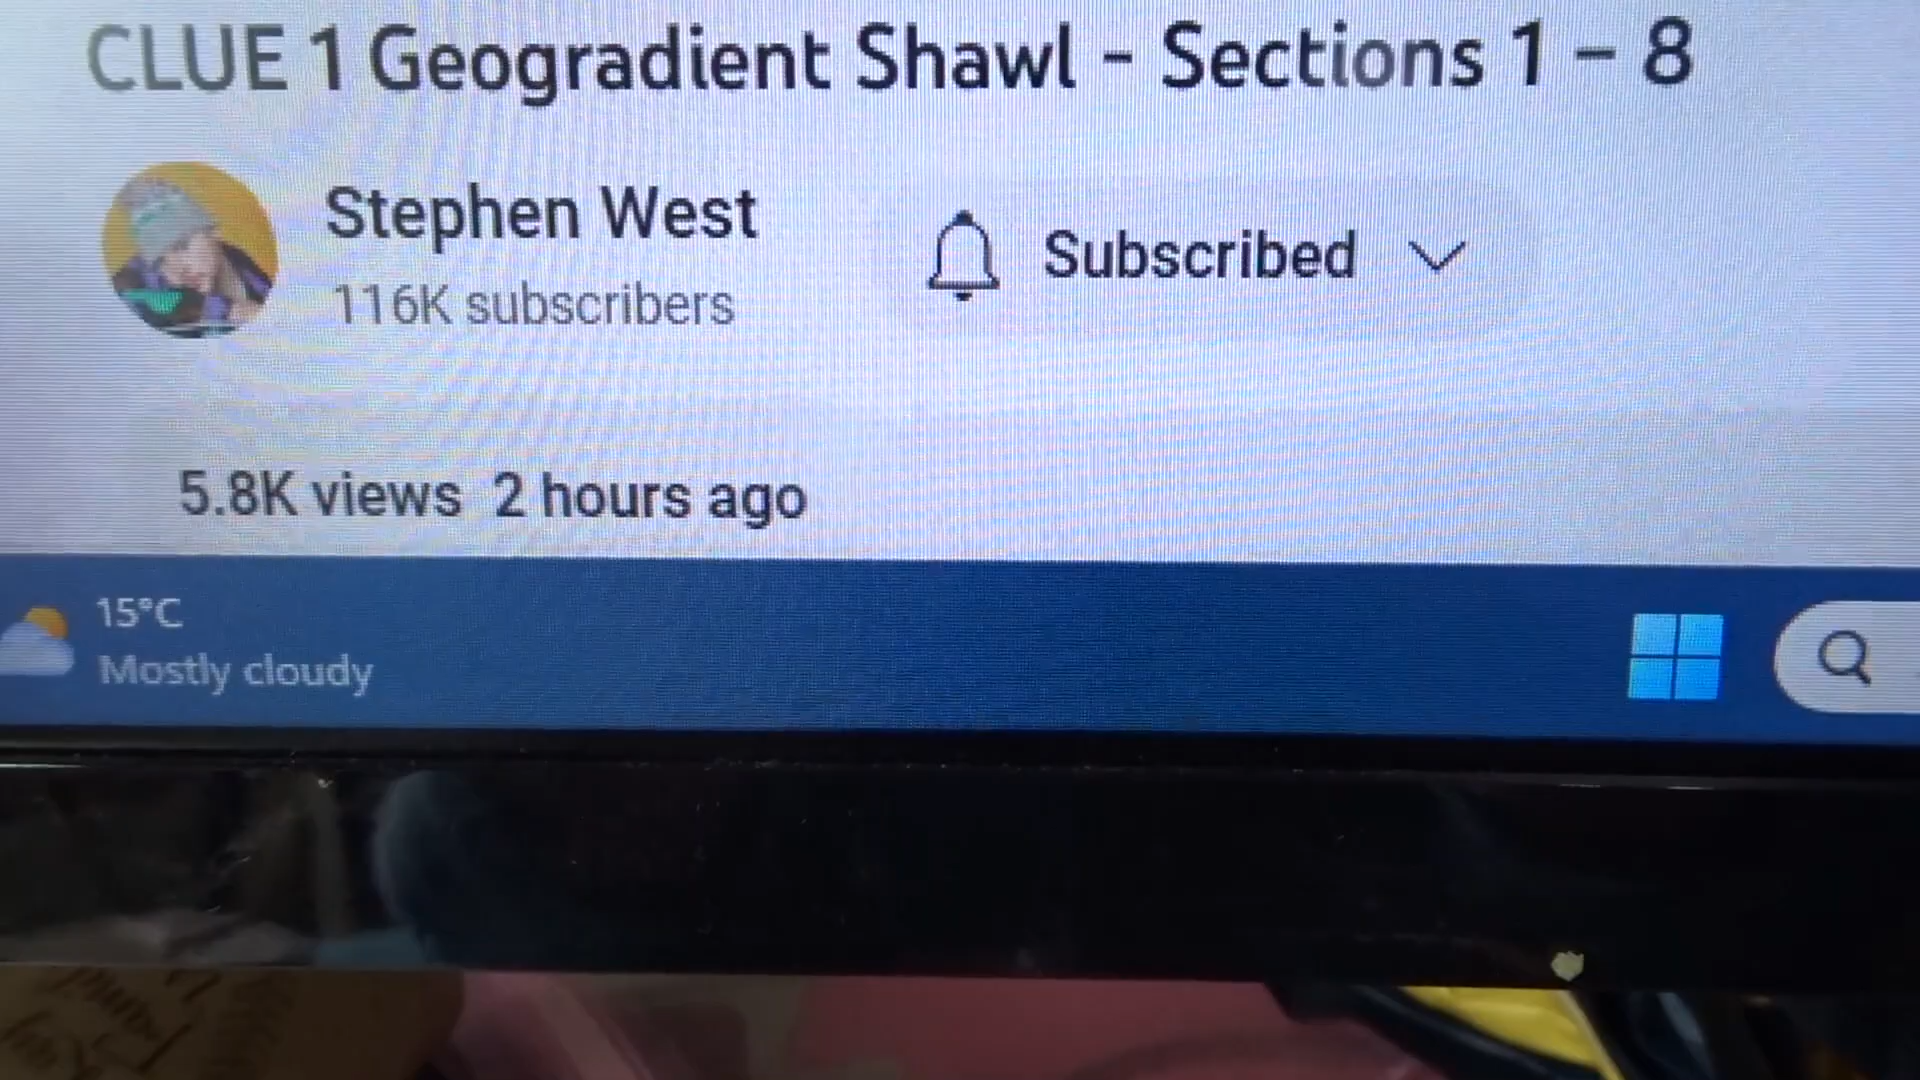 CLUE 1 Geogradient Shawl - Sections 1 – 8
Stephen West
116K subscribers
Subscribed
5.8K views 2 hours ago
15°C
Mostly cloudy